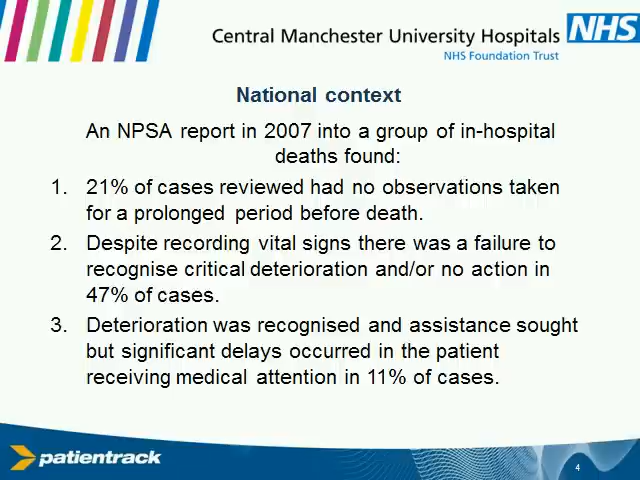 Central Manchester University Hospitals NHS
NHS Foundation Trust
National context
An NPSA report in 2007 into a group of in-hospital
deaths found:
1. 21% of cases reviewed had no observations taken
for a prolonged period before death.
2. Despite recording vital signs there was a failure to
recognise critical deterioration and/or no action in
47% of cases.
3. Deterioration was recognised and assistance sought
but significant delays occurred in the patient
receiving medical attention in 11% of cases.
patientrack
4